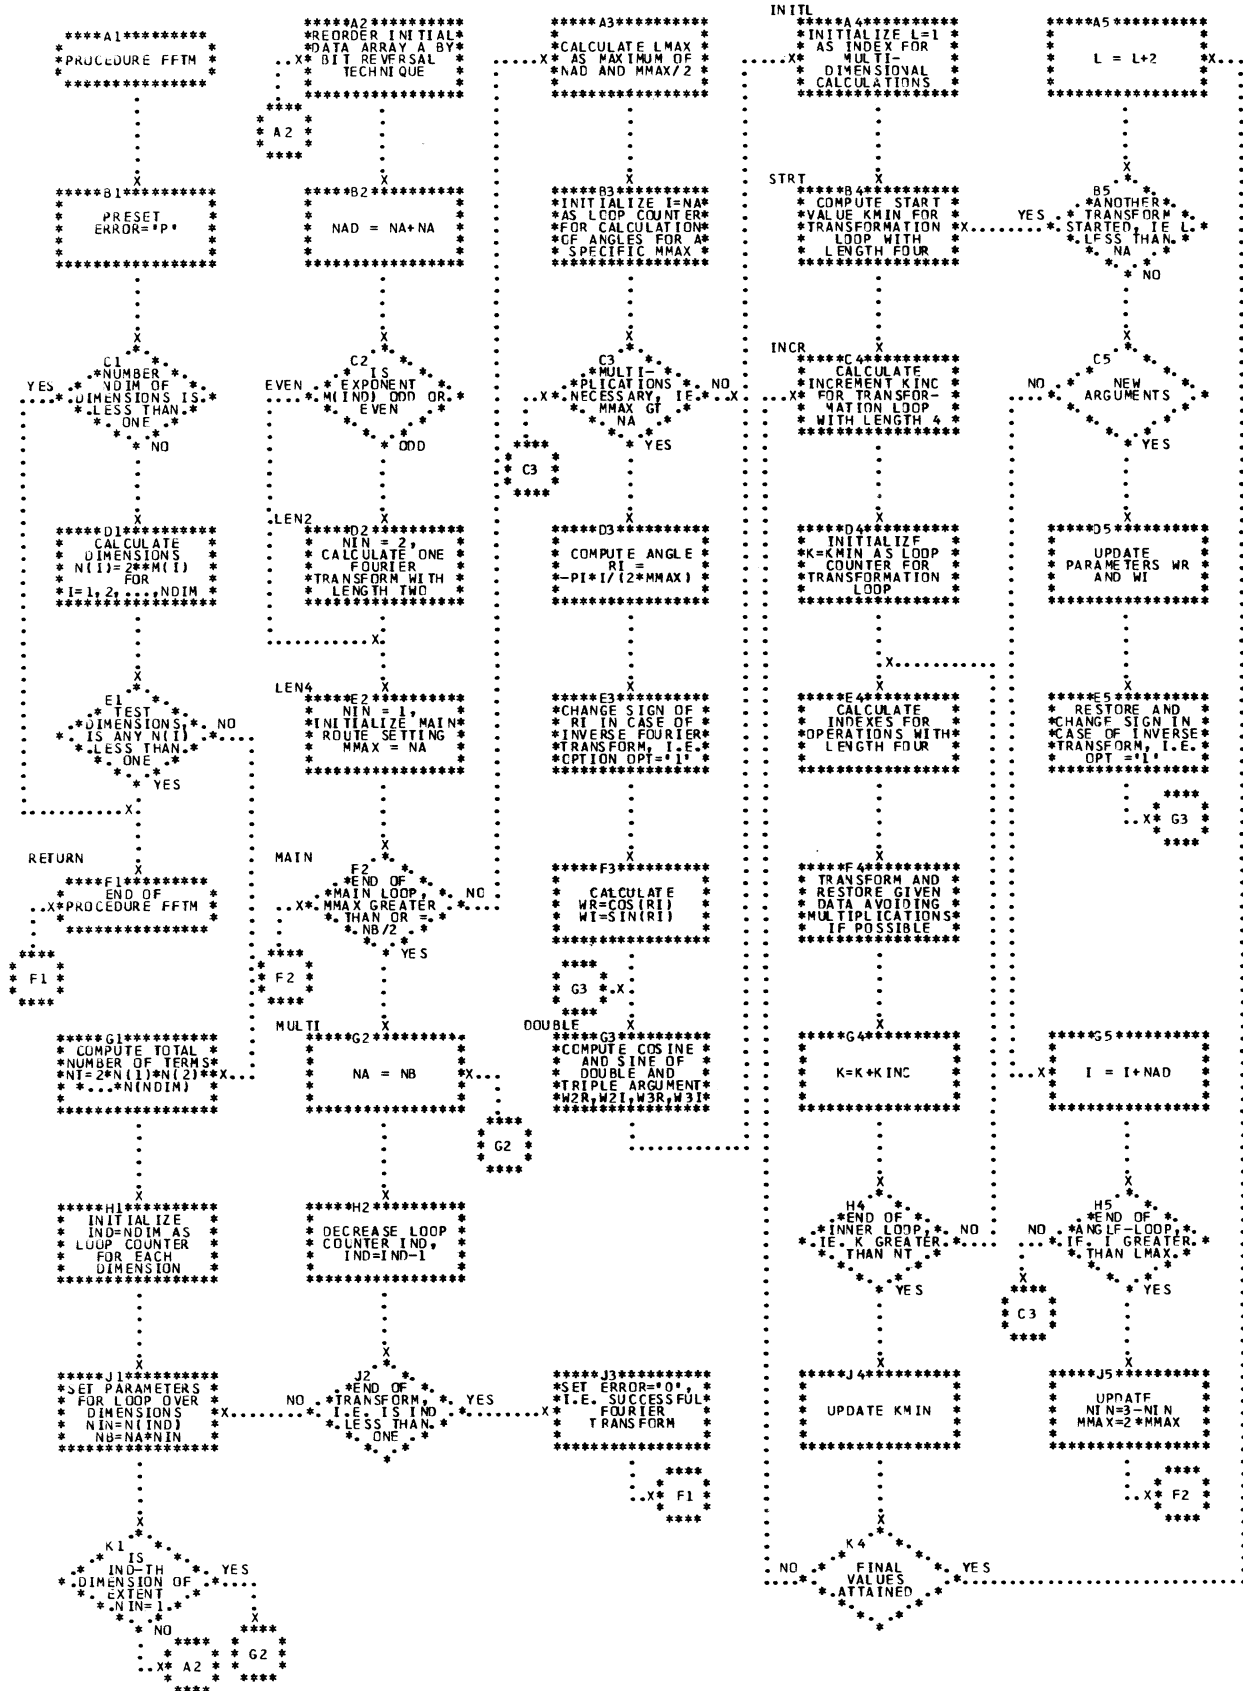 A1
PROCEDURE FFTM
B1
PRESET
ERROR='P'
C1
NUMBER
NDIM OF
DIMENSIONS IS
LESS THAN
ONE
YES
NO
D1
CALCULATE
DIMENSIONS
N(I)=2**M(I)
FOR
I=1,2,...,NDIM
E1
TEST
DIMENSIONS,
IS ANY N(I)
LESS THAN
ONE
NO
YES
RETURN
F1
END OF
PROCEDURE FFTM
F1
G1
COMPUTE TOTAL
NUMBER OF TERMS
NT=2*N(1)*N(2)*
*...*N(NDIM)
H1
INITIALIZE
IND=NDIM AS
LOOP COUNTER
FOR EACH
DIMENSION
J1
SET PARAMETERS
FOR LOOP OVER
DIMENSIONS
NIN=N(IND)
NB=NA*NIN
K1
IS
IND-TH
DIMENSION OF
EXTENT
NIN=1.
YES
NO
A2
G2
A2
REORDER INITIAL
DATA ARRAY A BY
BIT REVERSAL
TECHNIQUE
A2
B2
NAD = NA+NA
C2
IS
EXPONENT
M(IND) ODD OR
EVEN
EVEN
ODD
LEN2
D2
NIN = 2,
CALCULATE ONE
FOURIER
TRANSFORM WITH
LENGTH TWO
LEN4
E2
NIN = 1,
INITIALIZE MAIN
ROUTE SETTING
MMAX = NA
MAIN
F2
END OF
MAIN LOOP,
MMAX GREATER
THAN OR =
NB/2
NO
YES
F2
MULTI
G2
NA = NB
G2
H2
DECREASE LOOP
COUNTER IND,
IND=IND-1
J2
END OF
TRANSFORM,
I.E. IS IND
LESS THAN
ONE
NO
YES
A3
CALCULATE LMAX
AS MAXIMUM OF
NAD AND MMAX/2
B3
INITIALIZE I=NA
AS LOOP COUNTER
FOR CALCULATION
OF ANGLES FOR A
SPECIFIC MMAX
C3
MULTI-
PLICATIONS
NECESSARY, IE
MMAX GT
NA
NO
YES
C3
D3
COMPUTE ANGLE
RI =
-PI*I/(2*MMAX)
E3
CHANGE SIGN OF
RI IN CASE OF
INVERSE FOURIER
TRANSFORM, I.E.
OPTION OPT='1'
F3
CALCULATE
WR=COS(RI)
WI=SIN(RI)
G3
DOUBLE
G3
COMPUTE COSINE
AND SINE OF
DOUBLE AND
TRIPLE ARGUMENT
W2R,W2I,W3R,W3I
J3
SET ERROR='0',
I.E. SUCCESSFUL
FOURIER
TRANSFORM
F1
INITL
A4
INITIALIZE L=1
AS INDEX FOR
MULTI-
DIMENSIONAL
CALCULATIONS
STRT
B4
COMPUTE START
VALUE KMIN FOR
TRANSFORMATION
LOOP WITH
LENGTH FOUR
INCR
C4
CALCULATE
INCREMENT KINC
FOR TRANSFOR-
MATION LOOP
WITH LENGTH 4
D4
INITIALIZE
K=KMIN AS LOOP
COUNTER FOR
TRANSFORMATION
LOOP
E4
CALCULATE
INDEXES FOR
OPERATIONS WITH
LENGTH FOUR
F4
TRANSFORM AND
RESTORE GIVEN
DATA AVOIDING
MULTIPLICATIONS
IF POSSIBLE
G4
K=K+KINC
H4
END OF
INNER LOOP,
IE. K GREATER
THAN NT
NO
YES
J4
UPDATE KMIN
K4
FINAL
VALUES
ATTAINED
NO
YES
A5
L = L+2
B5
ANOTHER
TRANSFORM
STARTED, IE L
LESS THAN
NA
YES
NO
C5
NEW
ARGUMENTS
NO
YES
D5
UPDATE
PARAMETERS WR
AND WI
E5
RESTORE AND
CHANGE SIGN IN
CASE OF INVERSE
TRANSFORM, I.E.
OPT ='I'
G3
G5
I = I+NAD
H5
END OF
ANGLE-LOOP,
IF. I GREATER
THAN LMAX
NO
YES
C3
J5
UPDATE
NIN=3-NIN
MMAX=2*MMAX
F2